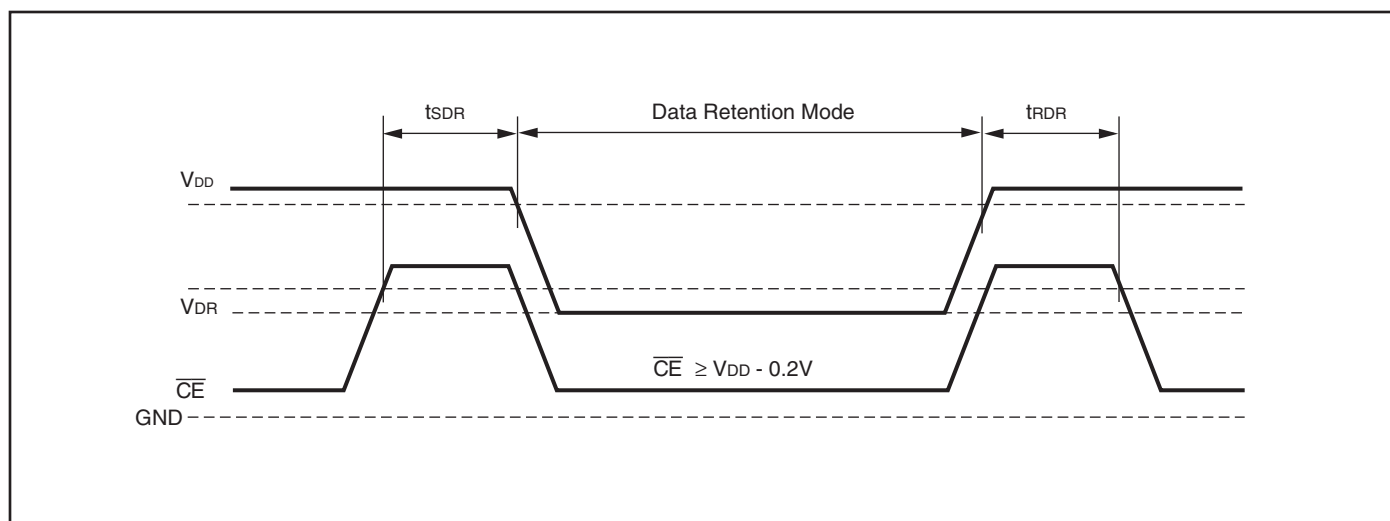 tSDR
Data Retention Mode
tRDR
VDD
VDR
CE ≥ VDD - 0.2V
CE
GND